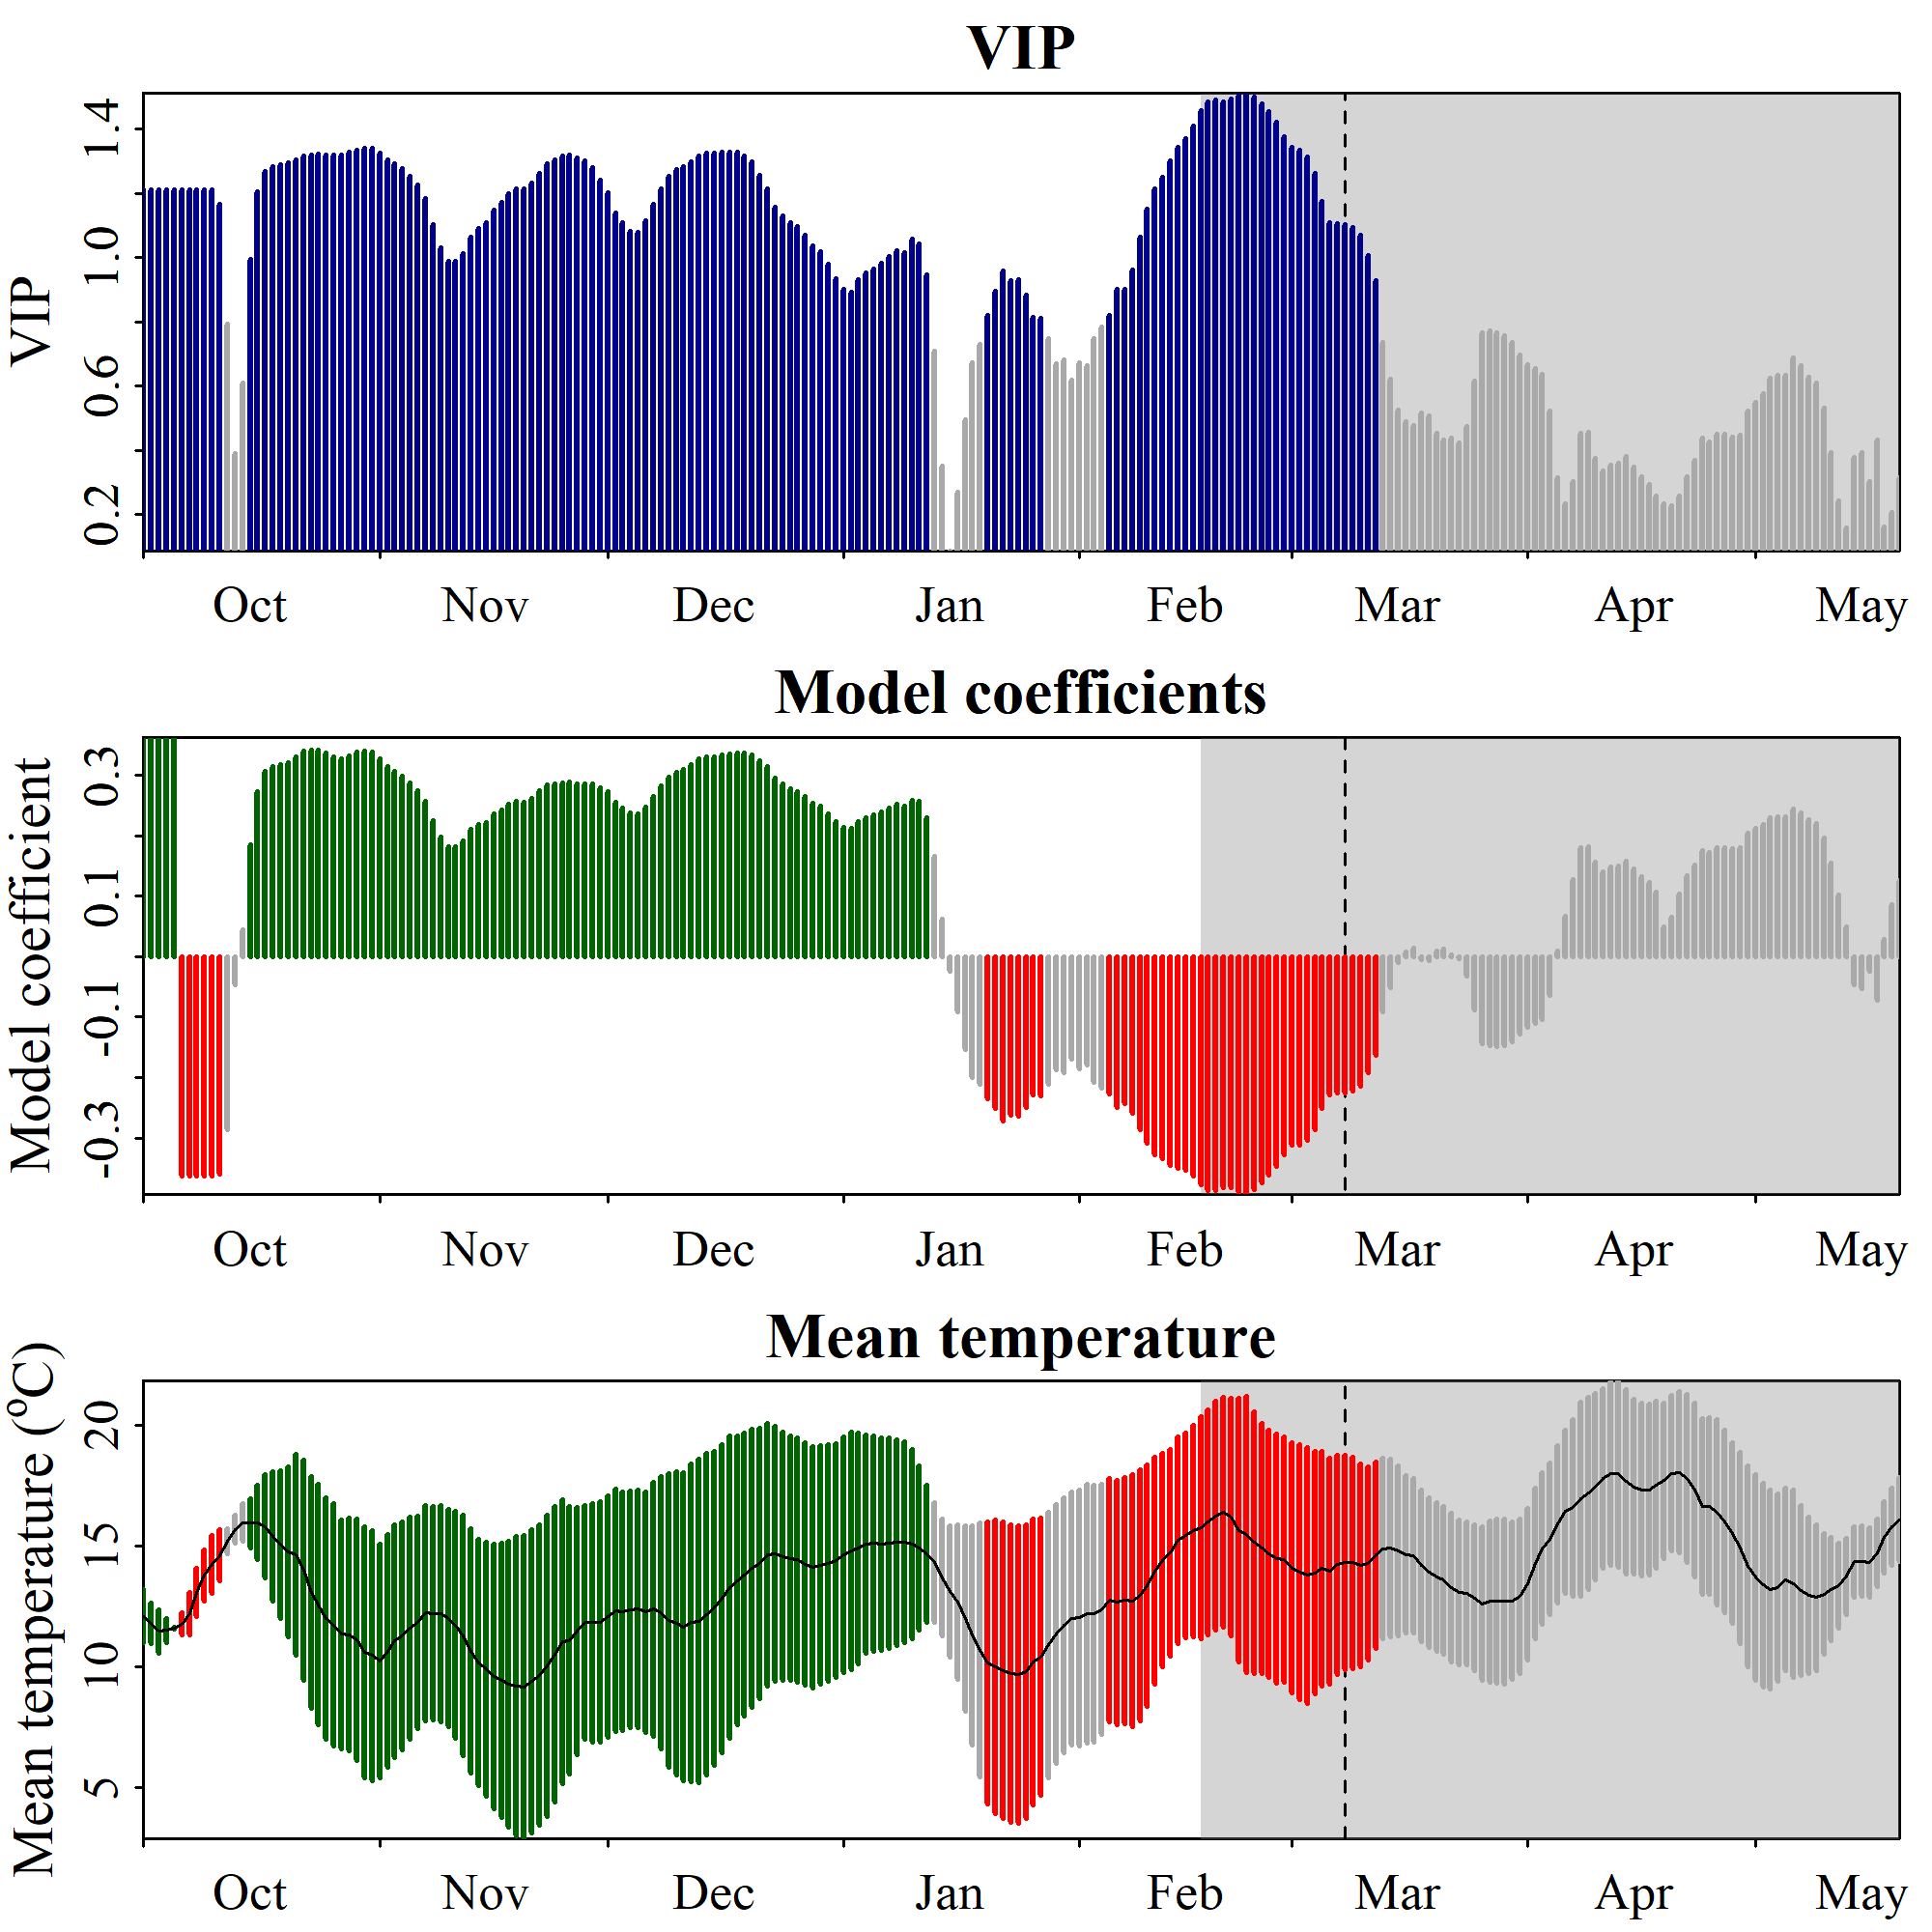 VIP
VIP
1.4
1.0
0.6
0.2
Oct Nov Dec Jan Feb Mar Apr May
Model coefficients
Model coefficient
0.3
0.1
-0.1
-0.3
Oct Nov Dec Jan Feb Mar Apr May
Mean temperature
Mean temperature (ºC)
20
15
10
5
Oct Nov Dec Jan Feb Mar Apr May